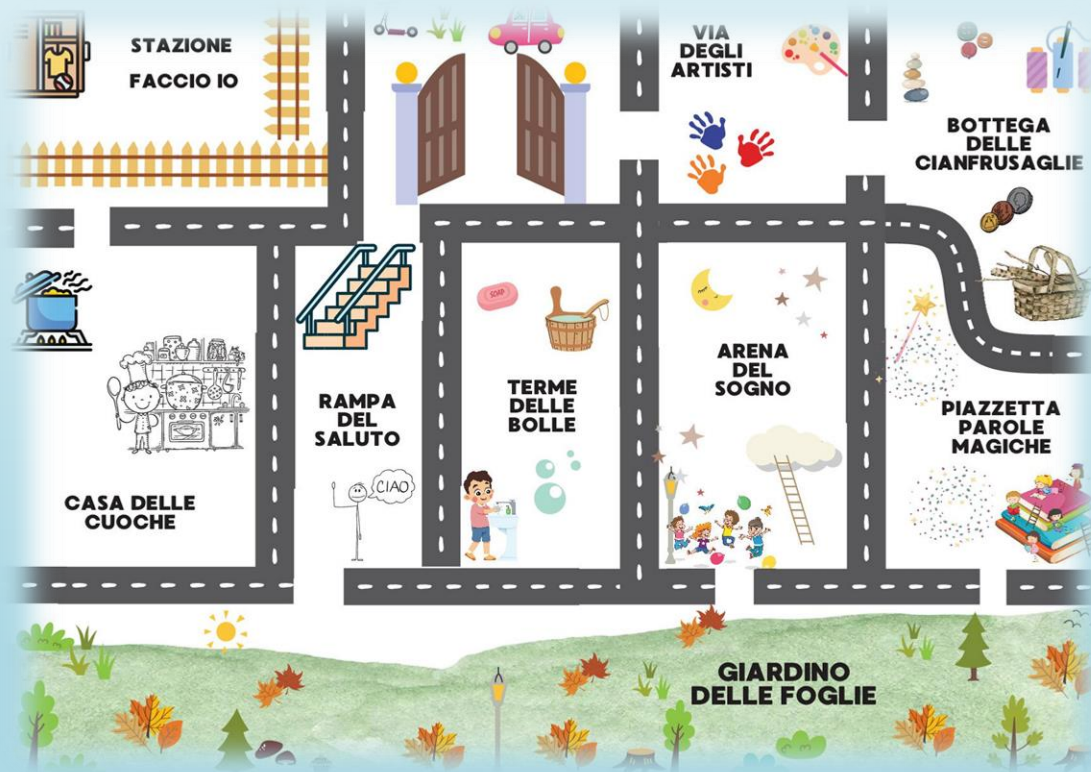 STAZIONE
FACCIO IO
VIA
DEGLI
ARTISTI
BOTTEGA
DELLE
CIANFRUSAGLIE
SOAP
RAMPA
DEL
SALUTO
TERME
DELLE
BOLLE
ARENA
DEL
SOGNO
PIAZZETTA
PAROLE
MAGICHE
CASA DELLE
CUOCHE
CIAO
GIARDINO
DELLE FOGLIE